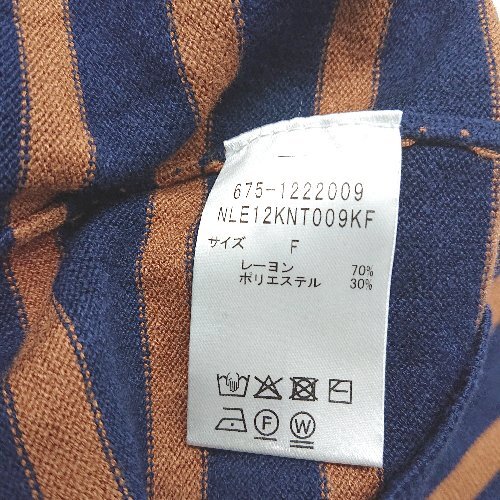 675-1222009
NLE12KNT009KF
サイズ F
レーヨン 70%
ポリエステル 30%
F W